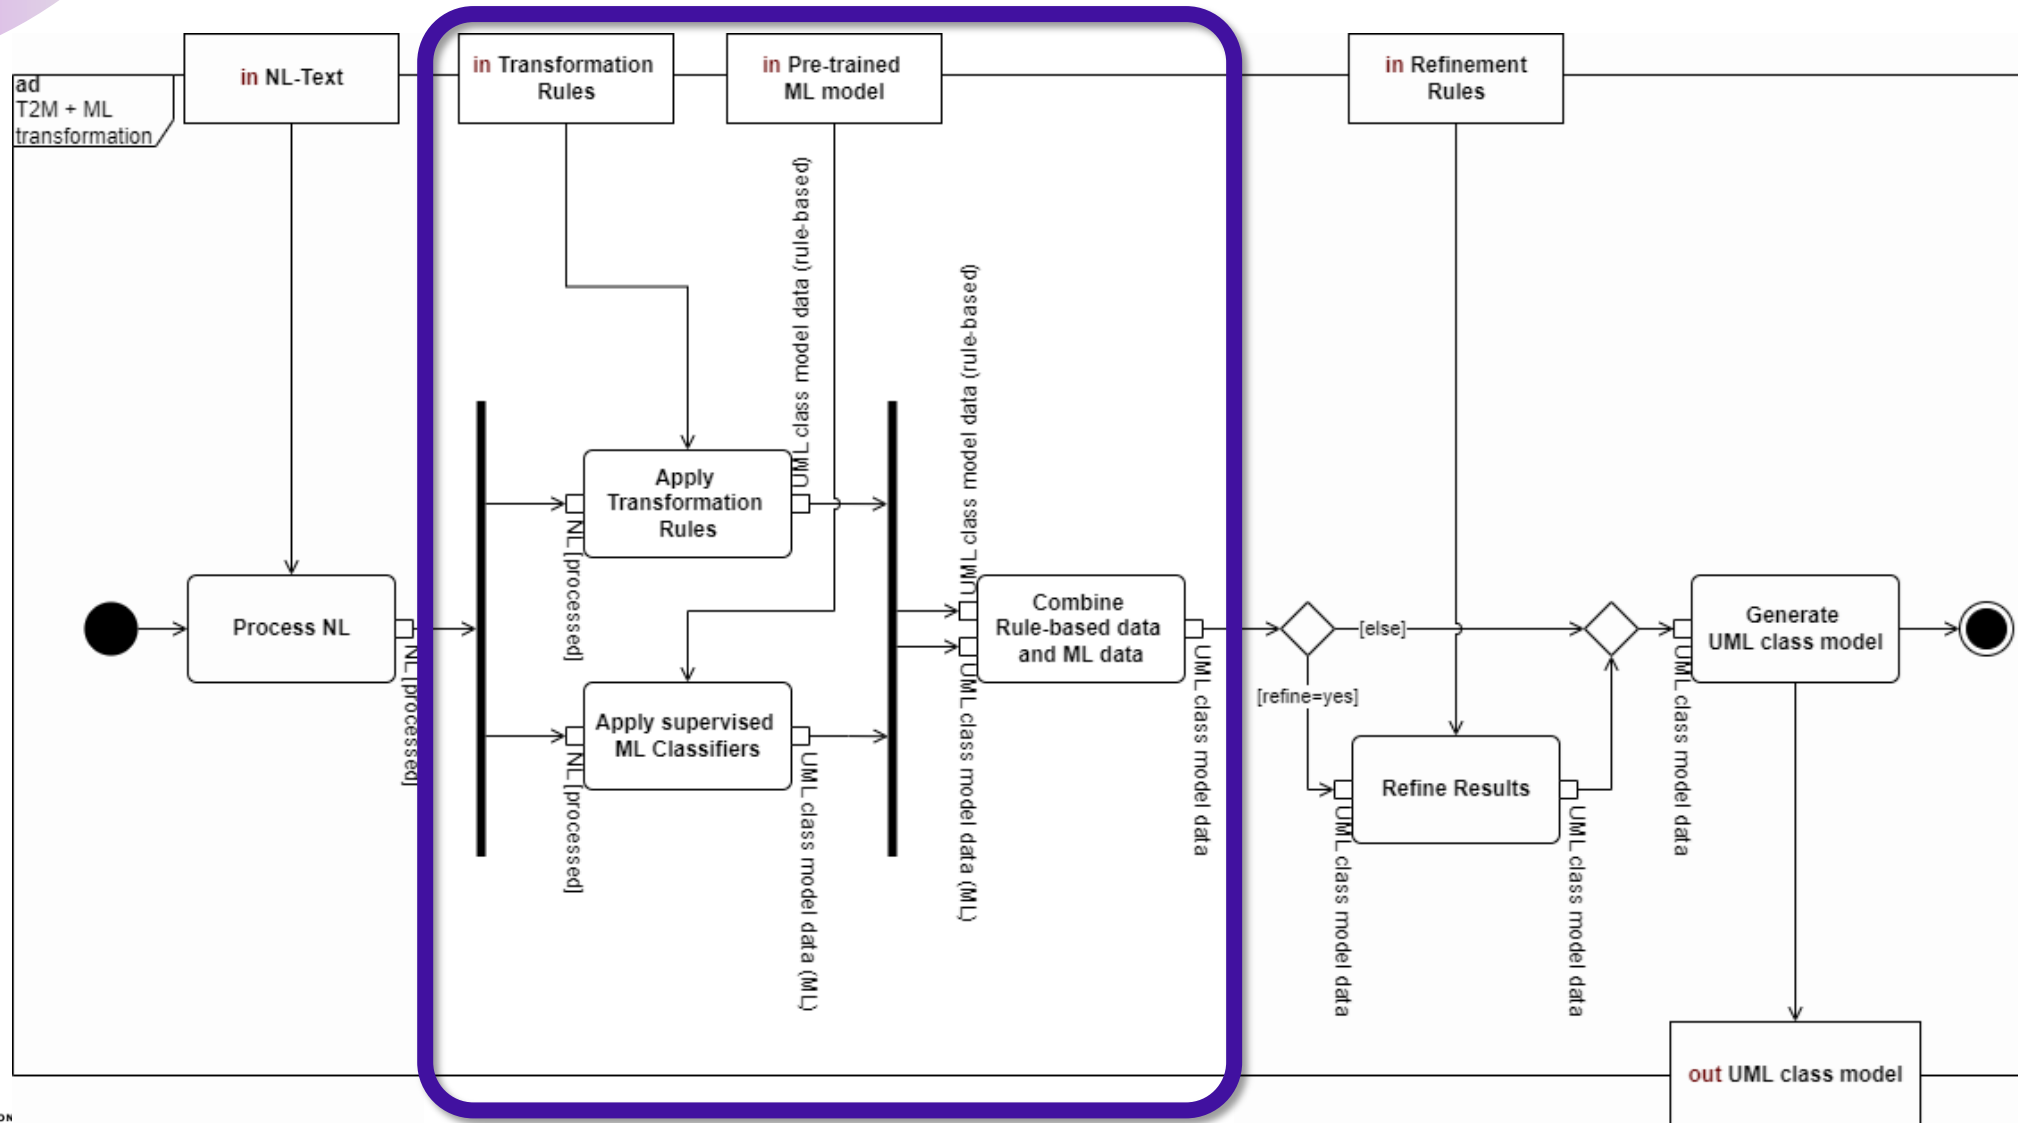 ad
T2M + ML
transformation
in NL-Text
in Transformation
Rules
in Pre-trained
ML model
in Refinement
Rules
Process NL
NL [processed]
Apply
Transformation
Rules
NL [processed]
UML class model data (rule-based)
Apply supervised
ML Classifiers
NL [processed]
UML class model data (ML)
UML class model data (rule-based)
UML class model data (ML)
Combine
Rule-based data
and ML data
UML class model data
[else]
[refine=yes]
UML class model data
Refine Results
UML class model data
UML class model data
Generate
UML class model
out UML class model